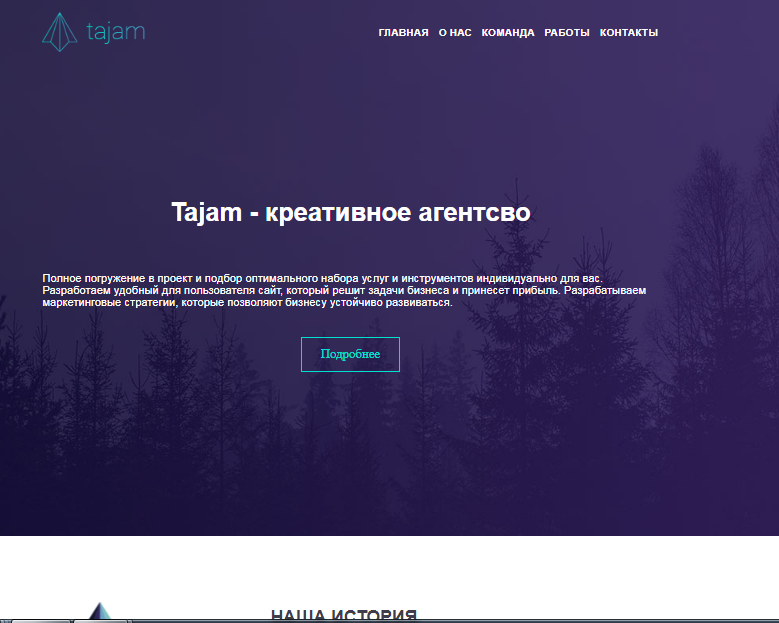 tajam
ГЛАВНАЯ О НАС КОМАНДА РАБОТЫ КОНТАКТЫ
Tajam - креативное агентсво
Полное погружение в проект и подбор оптимального набора услуг и инструментов индивидуально для вас.
Разработаем удобный для пользователя сайт, который решит задачи бизнеса и принесет прибыль. Разрабатываем
маркетинговые стратегии, которые позволяют бизнесу устойчиво развиваться.
Подробнее
НАША ИСТОРИЯ